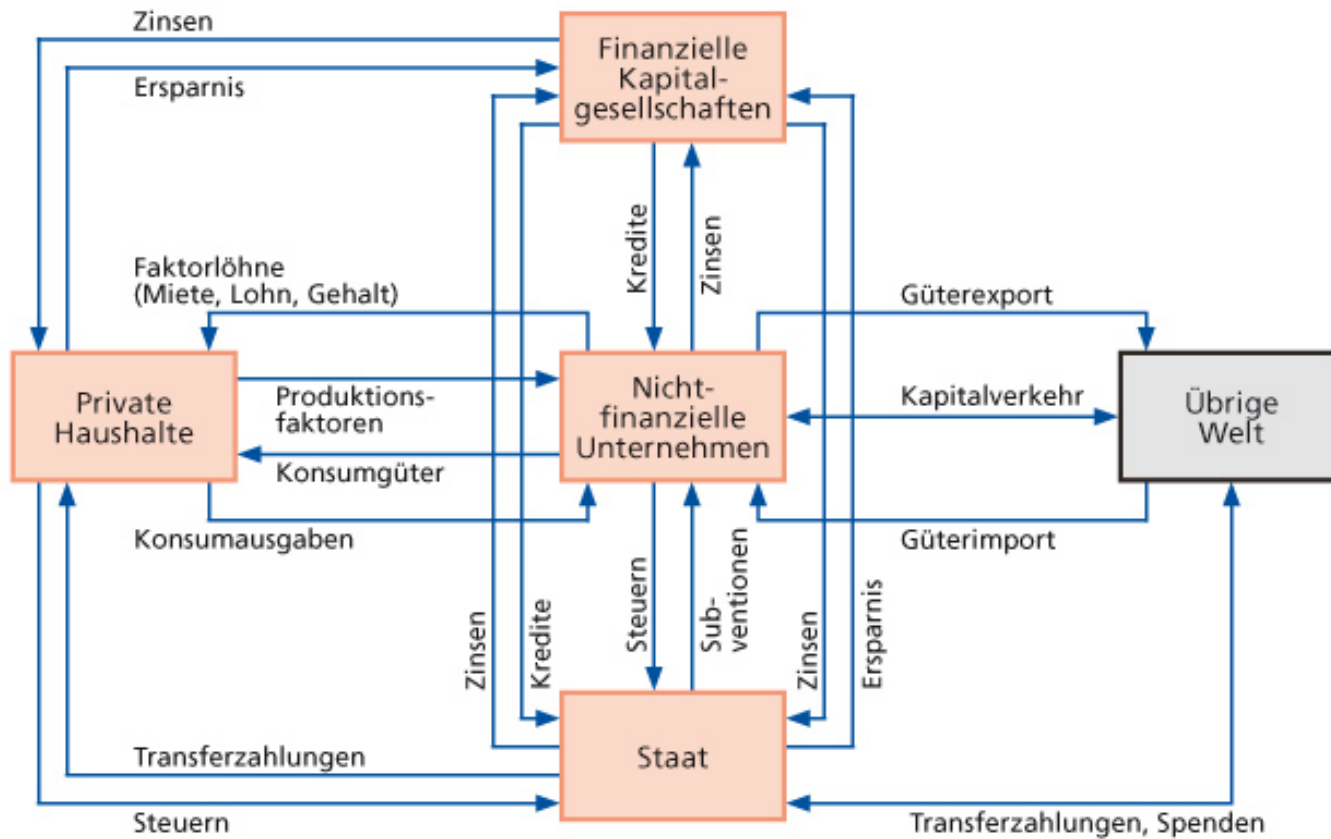 Zinsen
Ersparnis
Finanzielle
Kapital-
gesellschaften
Kredite
Zinsen
Faktorlöhne
(Miete, Lohn, Gehalt)
Güterexport
Private
Haushalte
Produktions-
faktoren
Konsumgüter
Nicht-
finanzielle
Unternehmen
Kapitalverkehr
Übrige
Welt
Konsumausgaben
Güterimport
Zinsen
Kredite
Steuern
Sub-
ventionen
Zinsen
Ersparnis
Transferzahlungen
Staat
Steuern
Transferzahlungen, Spenden